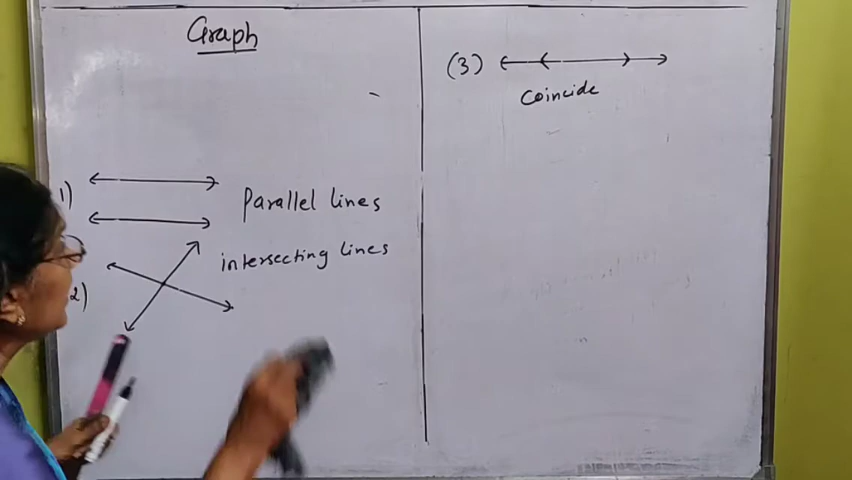 Graph
1)
Parallel lines
2)
intersecting lines
(3)
Coincide